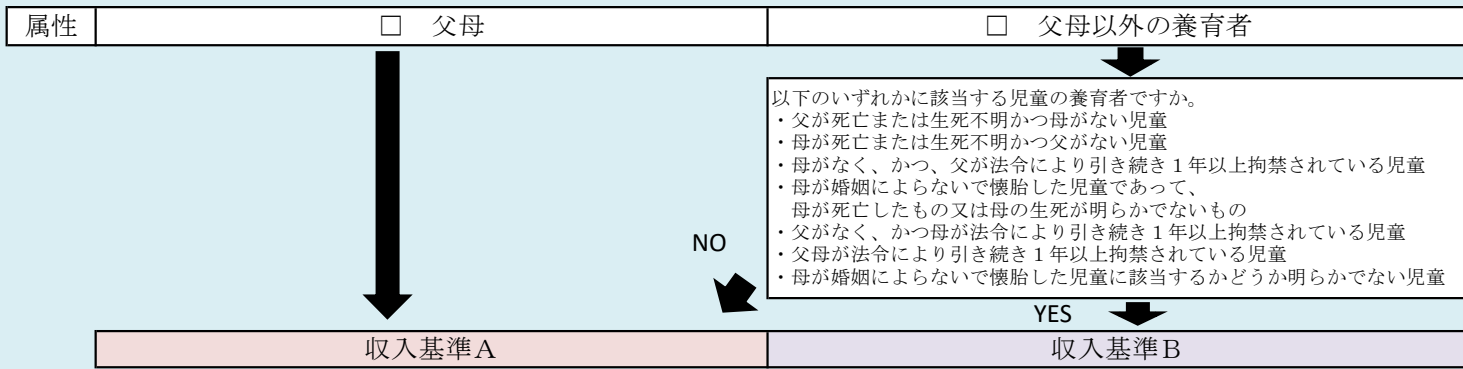 属性
□ 父母
□ 父母以外の養育者
以下のいずれかに該当する児童の養育者ですか。
・父が死亡または生死不明かつ母がない児童
・母が死亡または生死不明かつ父がない児童
・母がなく、かつ、父が法令により引き続き１年以上拘禁されている児童
・母が婚姻によらないで懐胎した児童であって、
母が死亡したもの又は母の生死が明らかでないもの
・父がなく、かつ母が法令により引き続き１年以上拘禁されている児童
・父母が法令により引き続き１年以上拘禁されている児童
・母が婚姻によらないで懐胎した児童に該当するかどうか明らかでない児童
NO
YES
収入基準Ａ
収入基準Ｂ